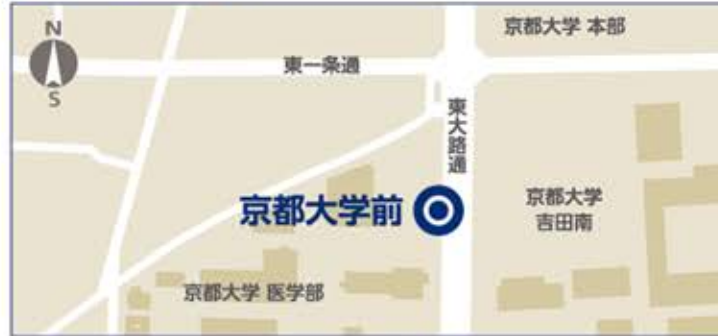 京都大学 本部
N
S
東一条通
東大路通
京都大学前
京都大学
吉田南
京都大学 医学部